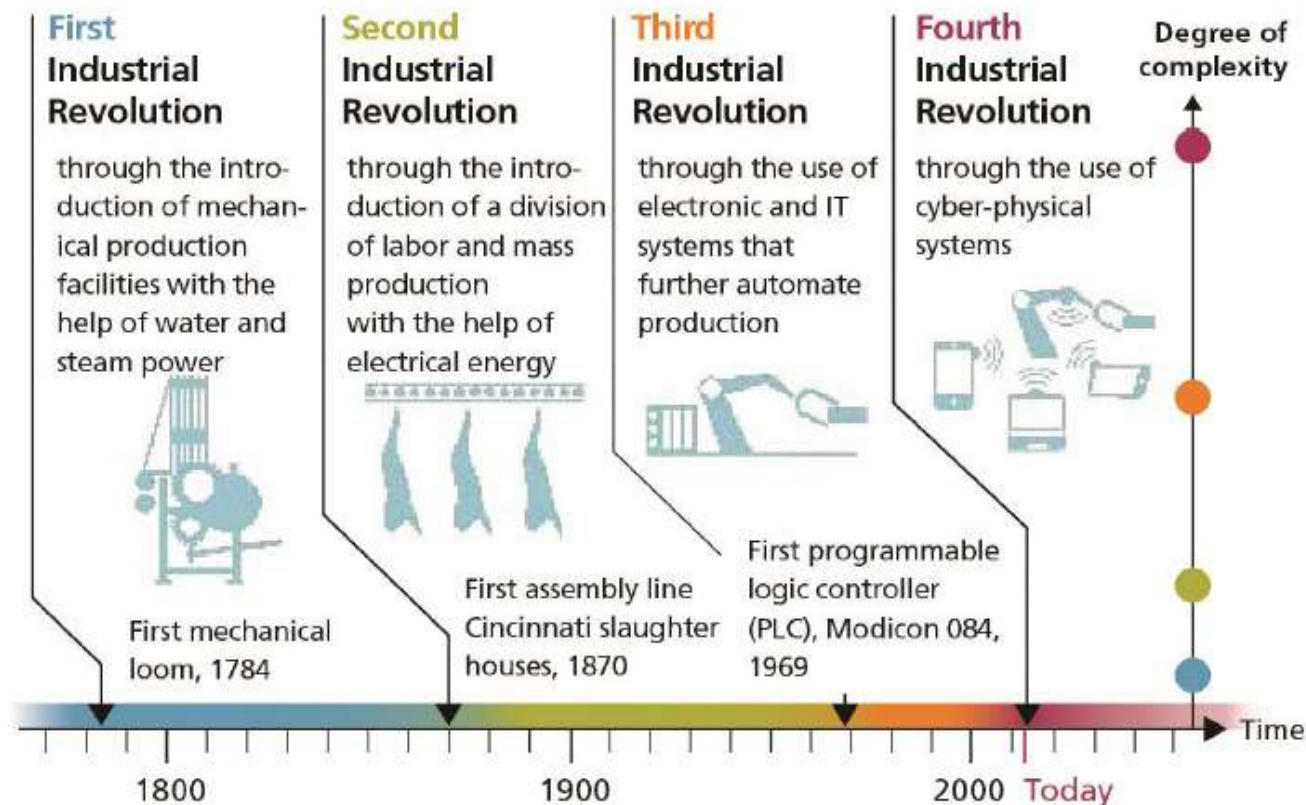 First
Industrial
Revolution
through the intro-
duction of mechan-
ical production
facilities with the
help of water and
steam power
First mechanical
loom, 1784
Second
Industrial
Revolution
through the intro-
duction of a division
of labor and mass
production
with the help of
electrical energy
First assembly line
Cincinnati slaughter
houses, 1870
Third
Industrial
Revolution
through the use of
electronic and IT
systems that
further automate
production
First programmable
logic controller
(PLC), Modicon 084,
1969
Fourth
Industrial
Revolution
through the use of
cyber-physical
systems
Degree of
complexity
Time
1800
1900
2000
Today